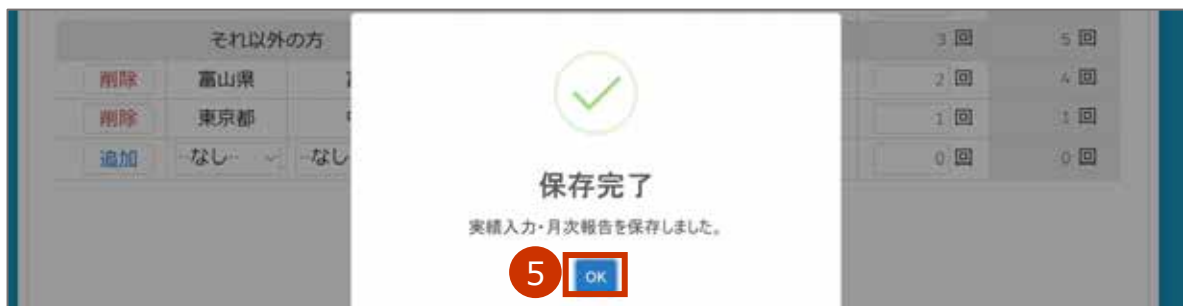 それ以外の方 3 回 5 回
削除 富山県 2 回 4 回
削除 東京都 1 回 1 回
追加 --なし-- --なし 0 回 0 回
保存完了
実績入力・月次報告を保存しました。
5 OK